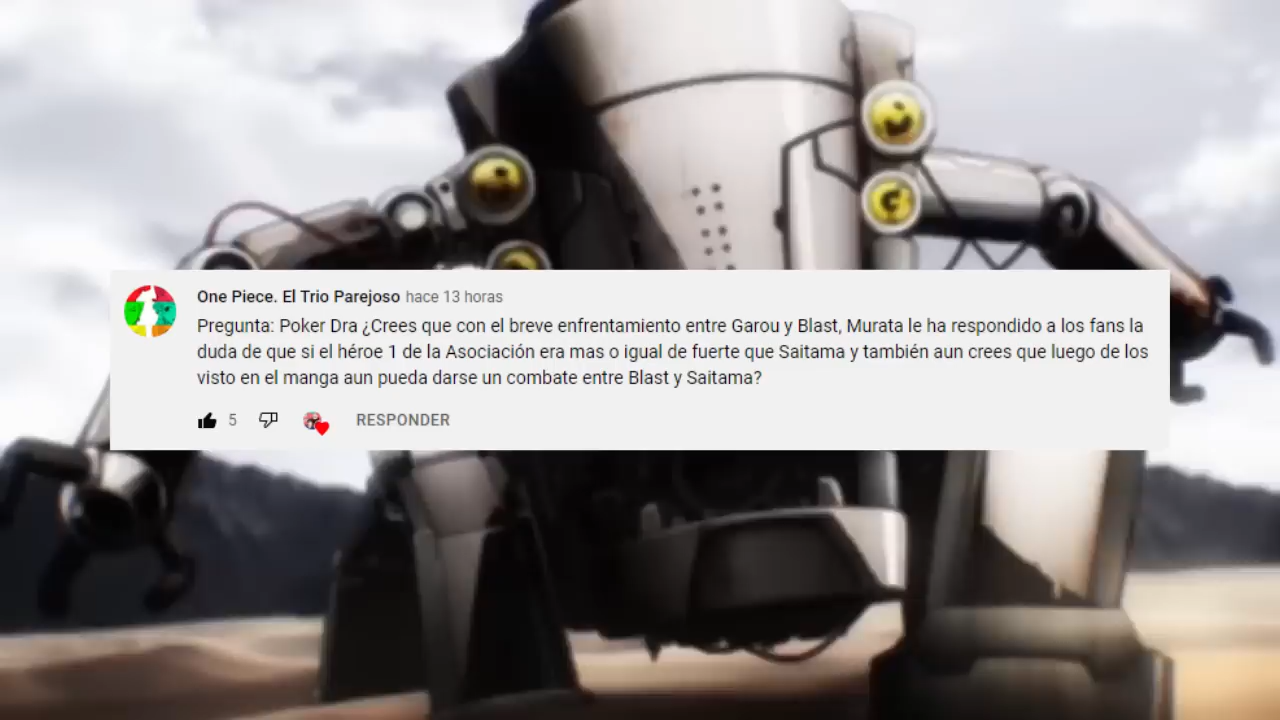 One Piece. El Trio Parejoso hace 13 horas
Pregunta: Poker Dra ¿Crees que con el breve enfrentamiento entre Garou y Blast, Murata le ha respondido a los fans la
duda de que si el héroe 1 de la Asociación era mas o igual de fuerte que Saitama y también aun crees que luego de los
visto en el manga aun pueda darse un combate entre Blast y Saitama?
5 RESPONDER